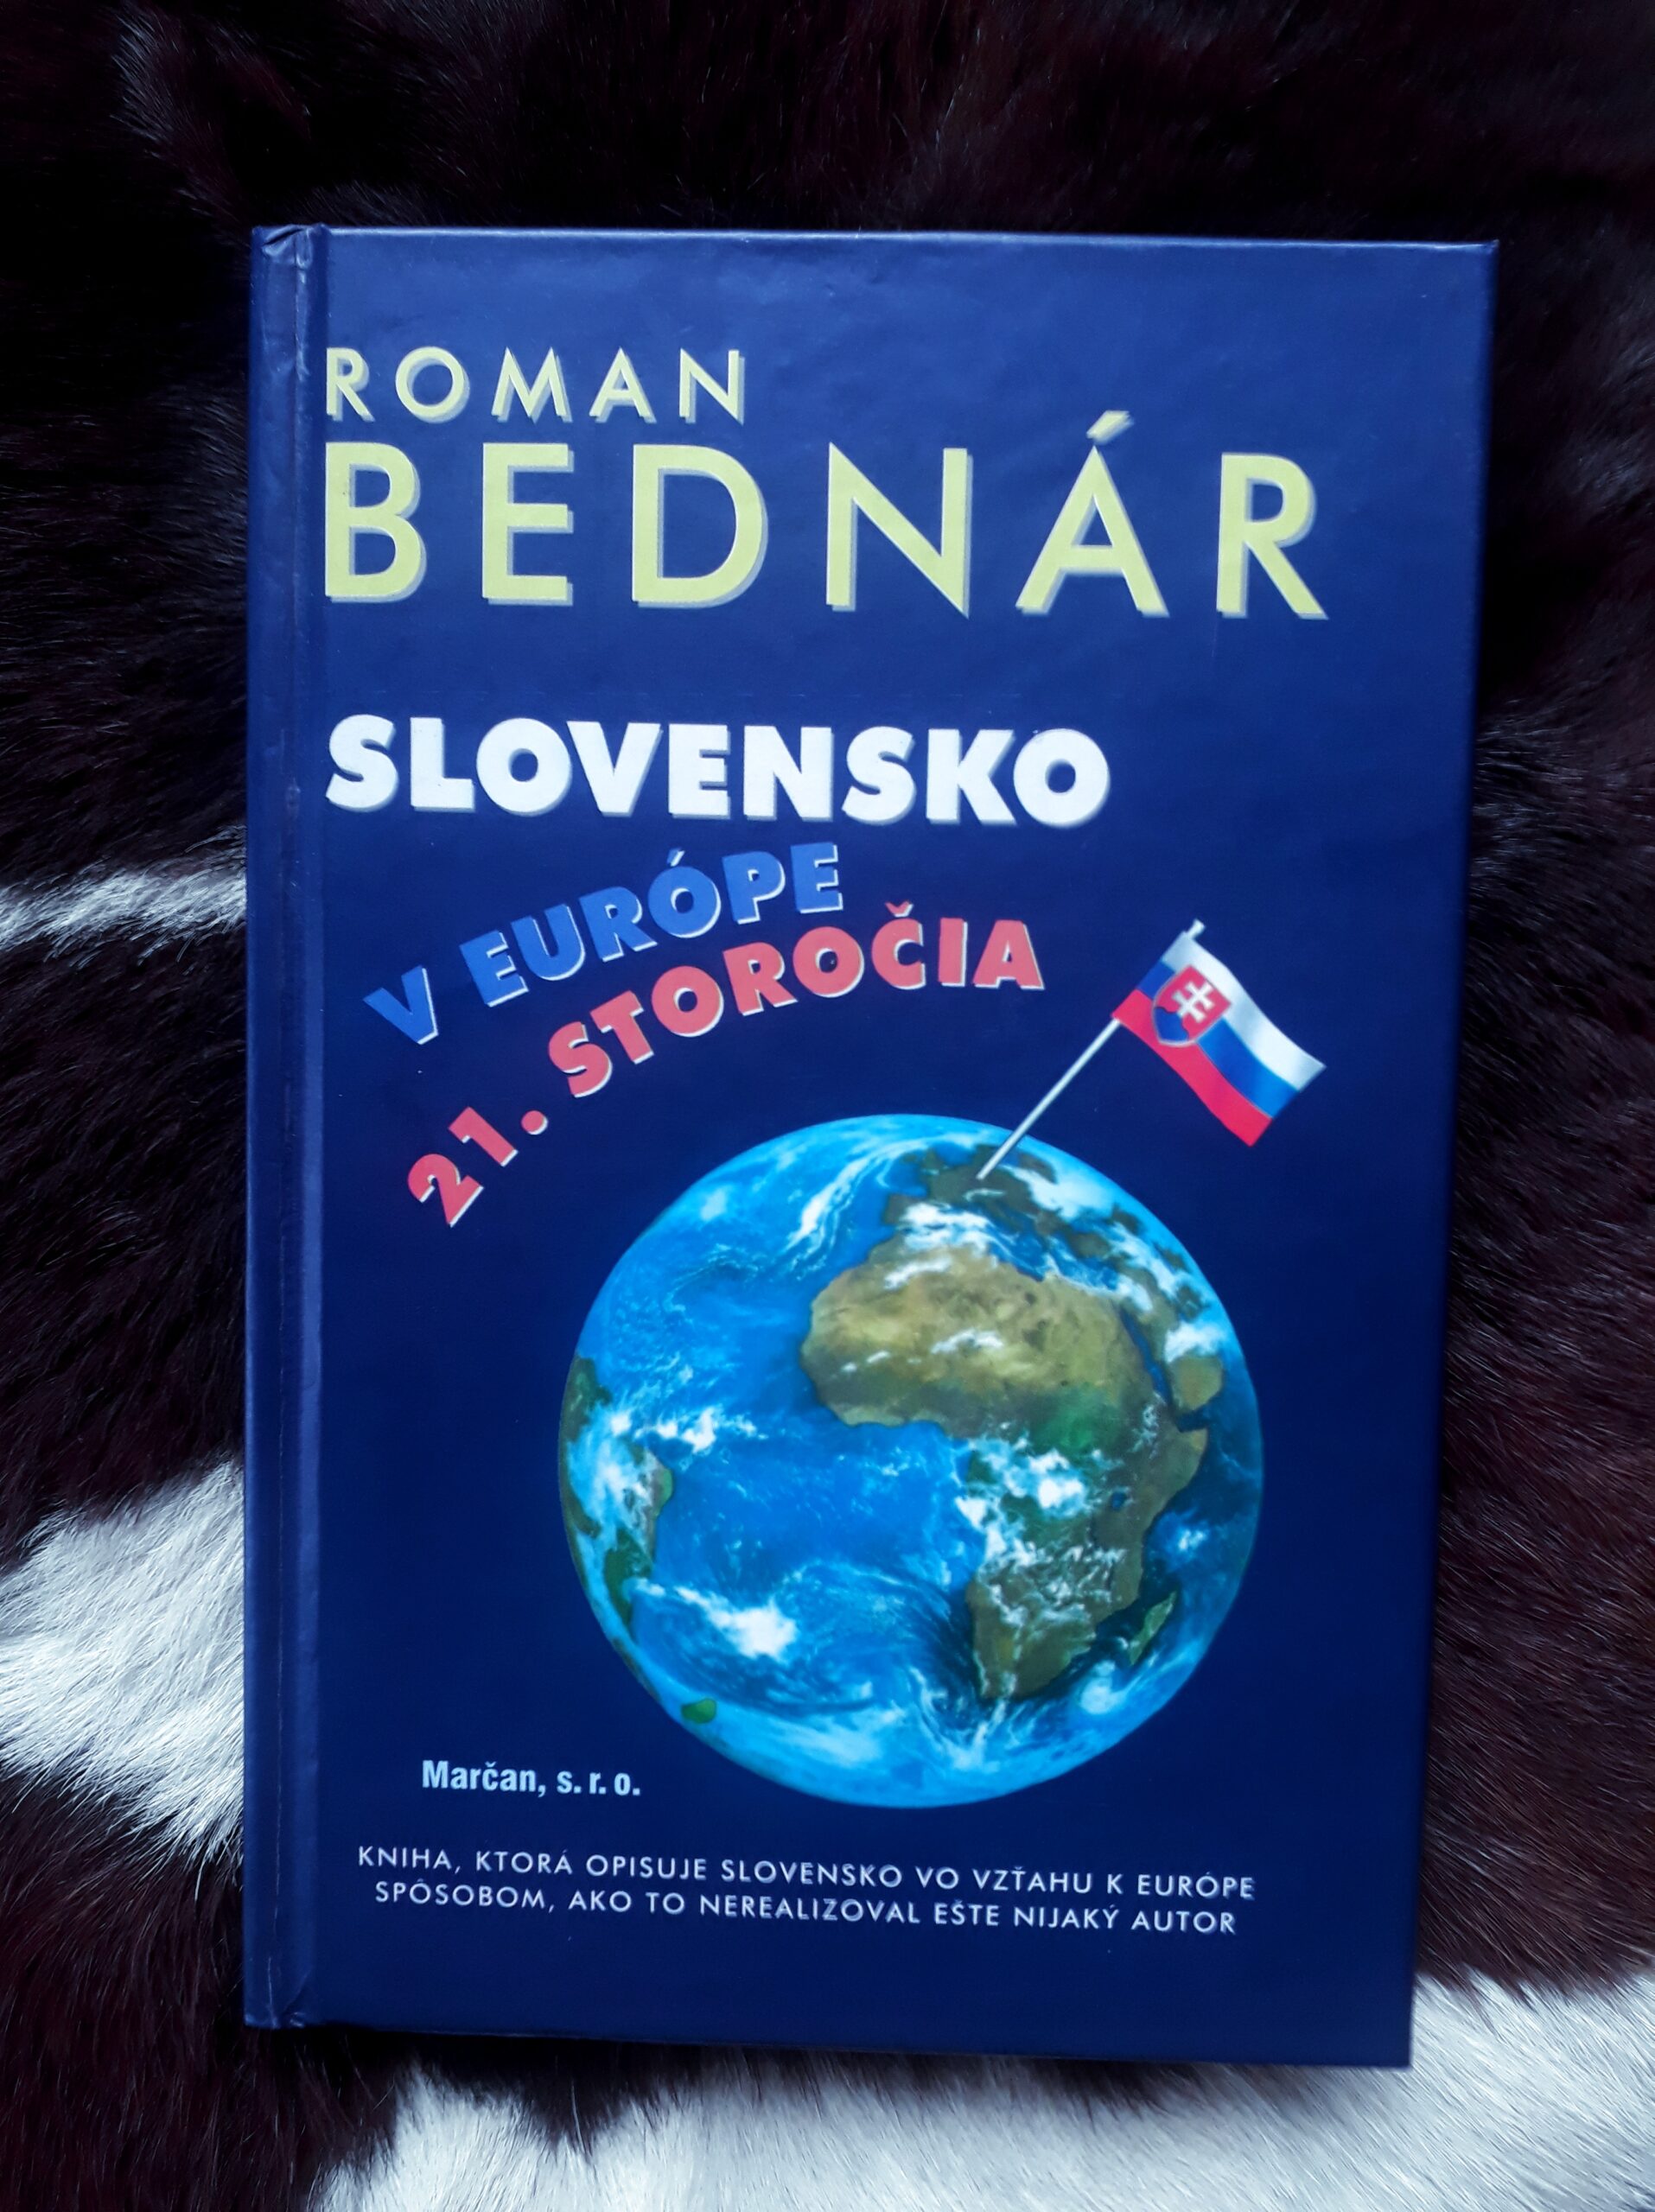 ROMAN
BEDNÁR
SLOVENSKO
V EURÓPE
21. STOROČIA
Marčan, s. r. o.
KNIHA, KTORÁ OPISUJE SLOVENSKO VO VZŤAHU K EURÓPE
SPÔSOBOM, AKO TO NEREALIZOVAL EŠTE NIJAKÝ AUTOR